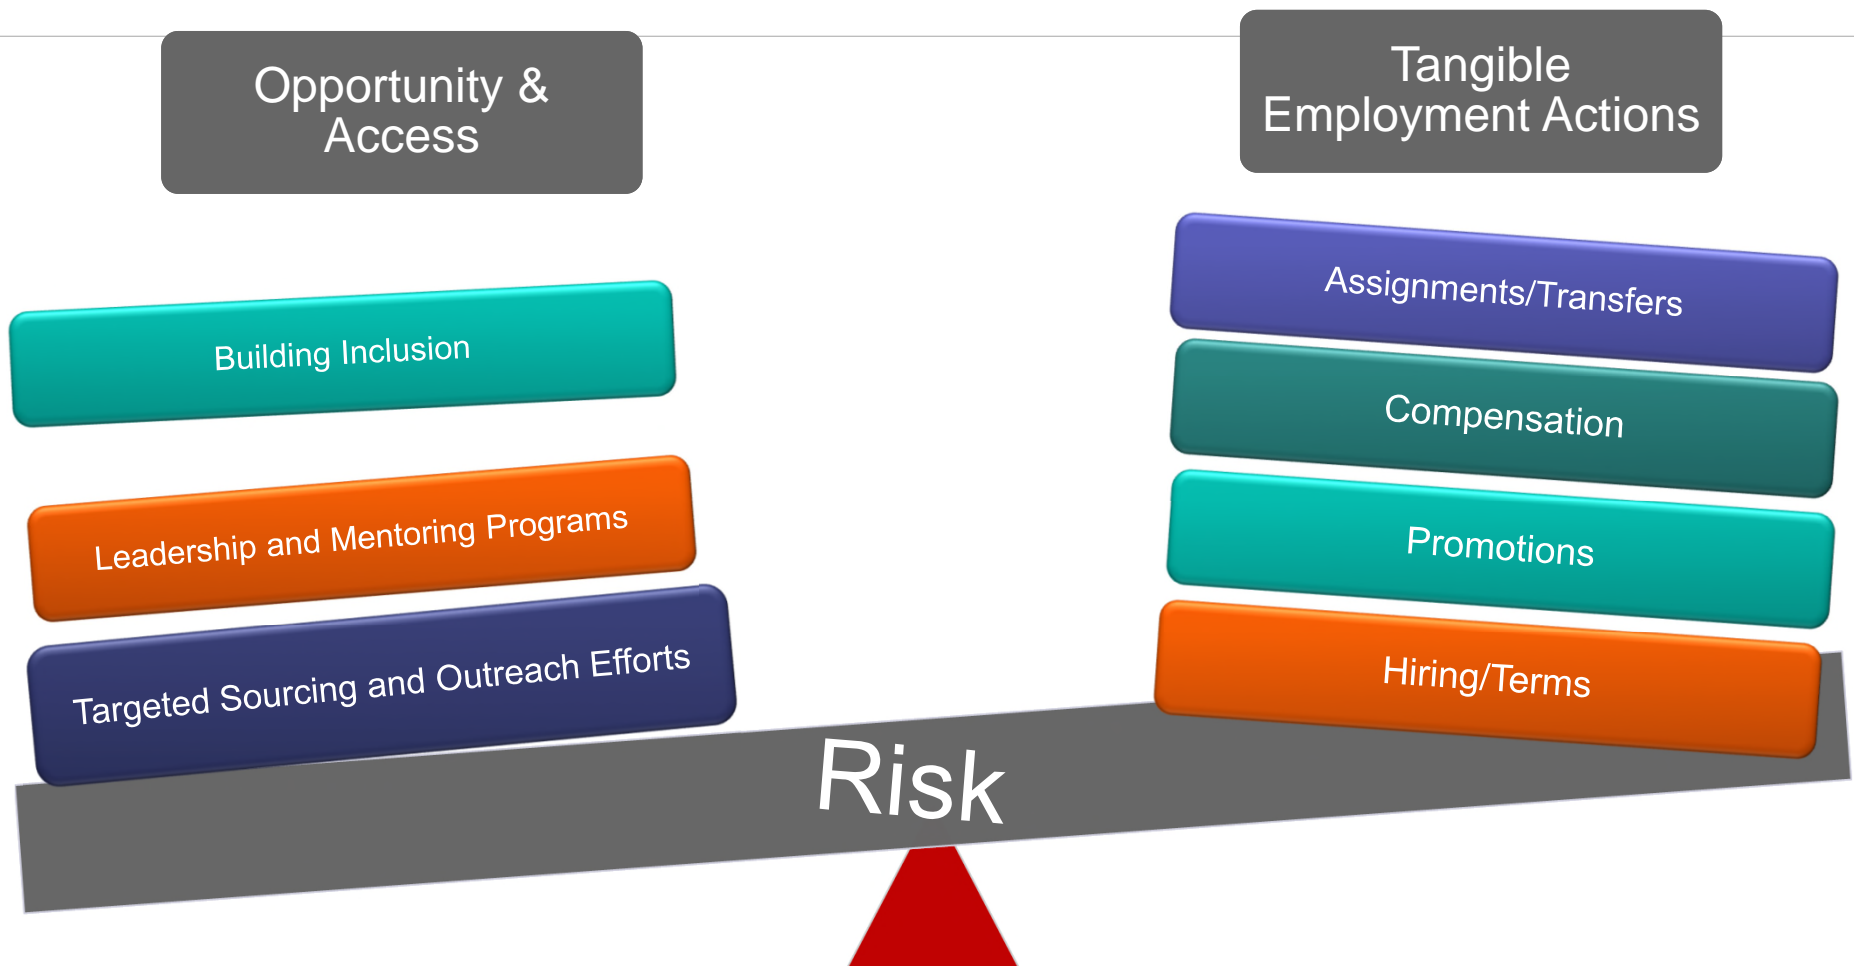 Opportunity &
Access
Tangible
Employment Actions
Building Inclusion
Leadership and Mentoring Programs
Targeted Sourcing and Outreach Efforts
Assignments/Transfers
Compensation
Promotions
Hiring/Terms
Risk